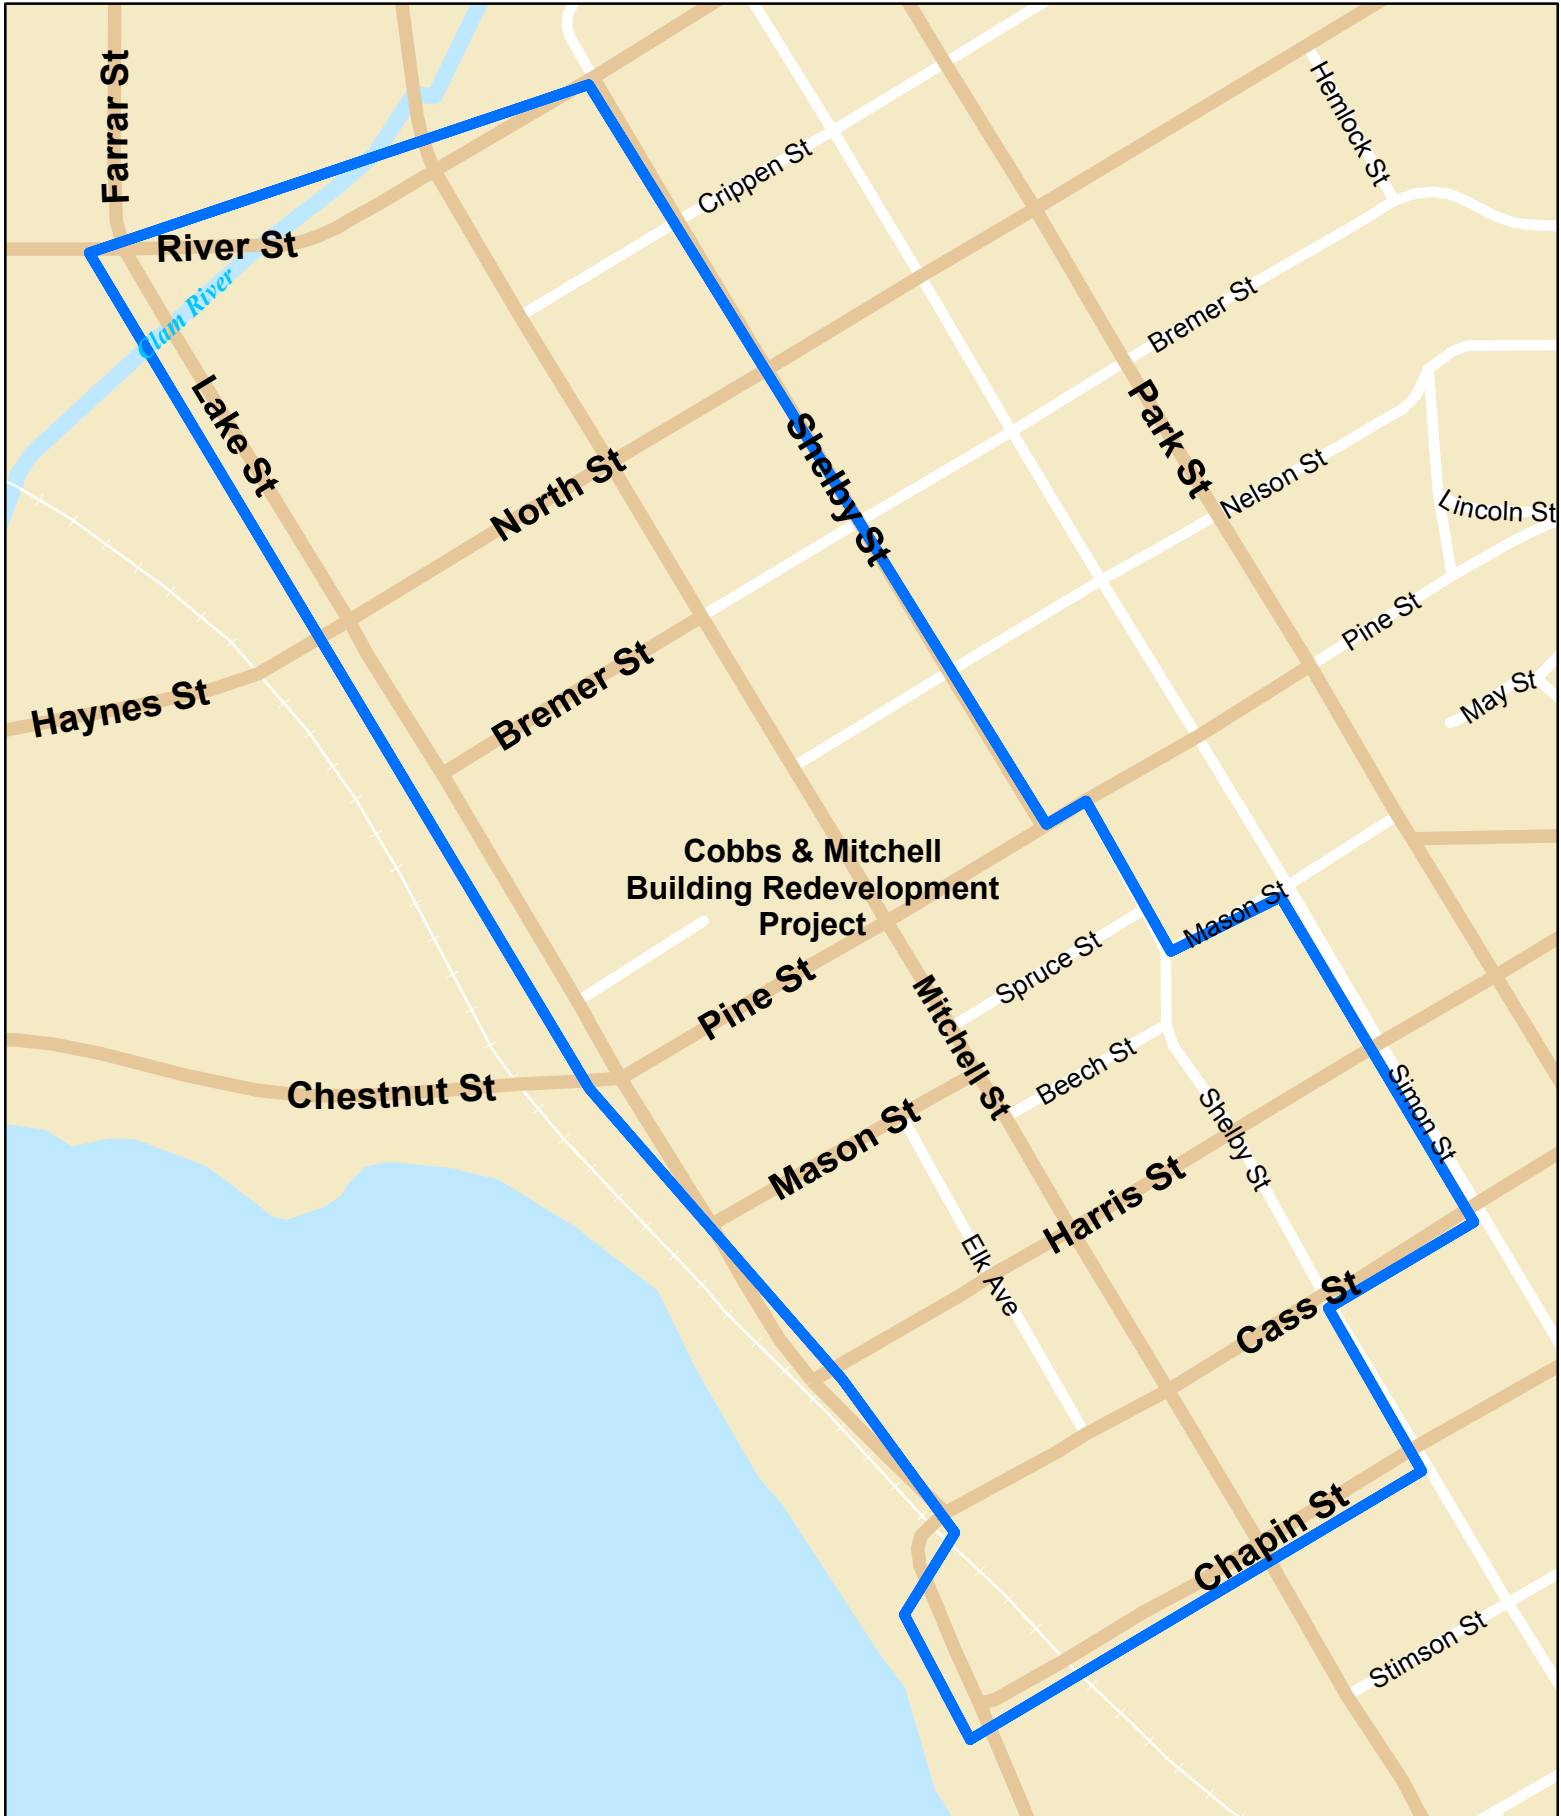 Farrar St
Hemlock St
Crippen St
River St
Clam River
Bremer St
Lake St
Park St
Shelby St
North St
Nelson St
Lincoln St
Pine St
Bremer St
May St
Haynes St
Cobbs & Mitchell
Building Redevelopment
Project
Mason St
Spruce St
Pine St
Mitchell St
Beech St
Chestnut St
Simon St
Mason St
Shelby St
Harris St
Elk Ave
Cass St
Chapin St
Stimson St